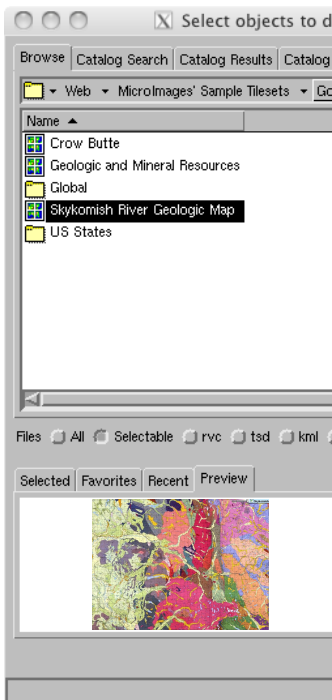 X Select objects to d
Browse Catalog Search Catalog Results Catalog
Web MicroImages' Sample Tilesets Go
Name
Crow Butte
Geologic and Mineral Resources
Global
Skykomish River Geologic Map
US States
Files All Selectable rvc tsd kml
Selected Favorites Recent Preview